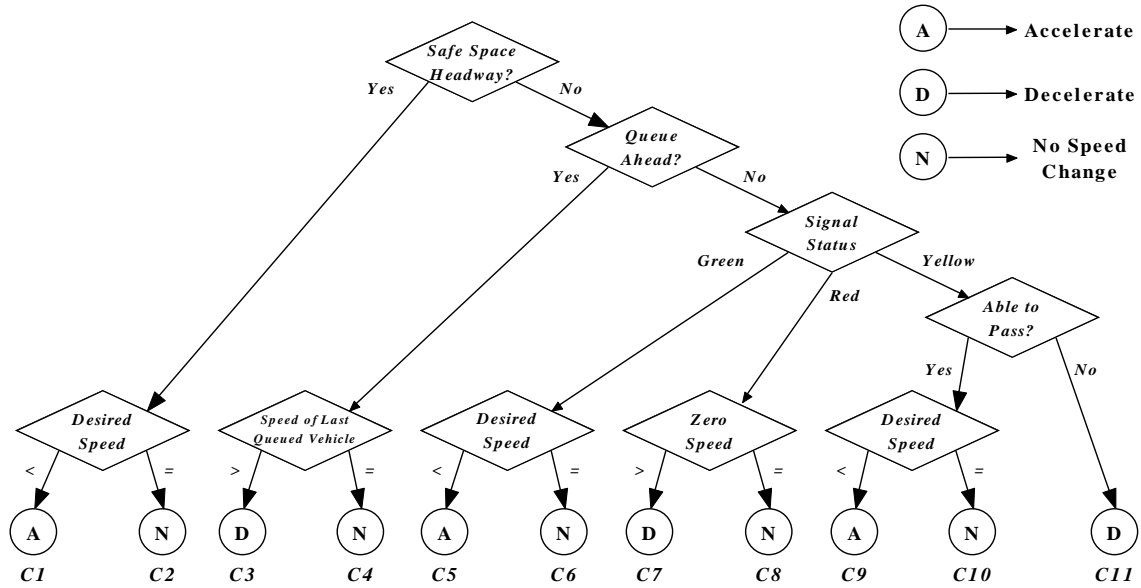 Safe Space
Headway?
A
Accelerate
Yes
No
D
Decelerate
Queue
Ahead?
N
No Speed
Change
Yes
No
Signal
Status
Green
Red
Yellow
Able to
Pass?
Yes
No
Desired
Speed
Speed of Last
Queued Vehicle
Desired
Speed
Zero
Speed
Desired
Speed
< = > = < = > = < =
A N D N A N D N A N D
C1 C2 C3 C4 C5 C6 C7 C8 C9 C10 C11